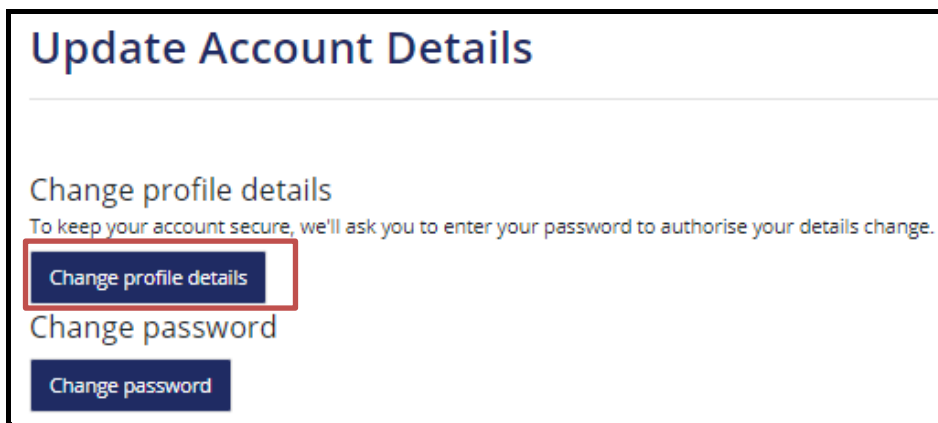 Update Account Details
Change profile details
To keep your account secure, we'll ask you to enter your password to authorise your details change.
Change profile details
Change password
Change password